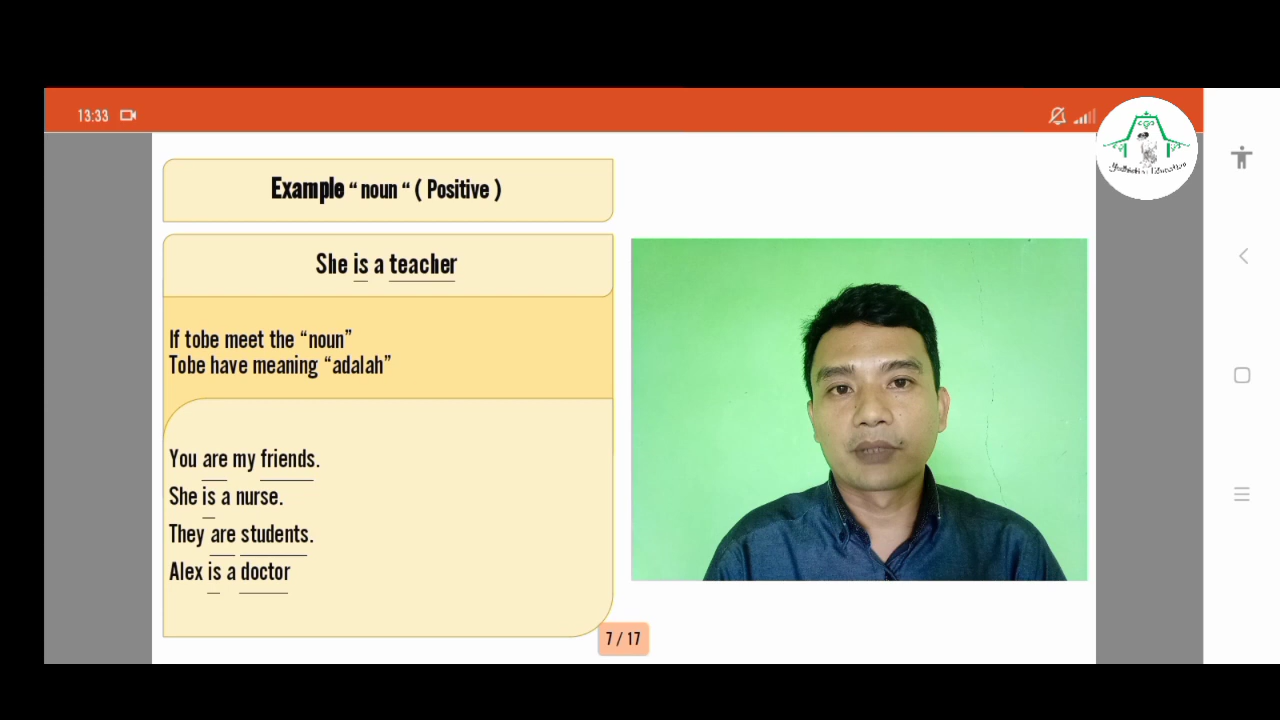 13:33
Example “ noun “ ( Positive )
She is a teacher
If tobe meet the “noun”
Tobe have meaning “adalah”
You are my friends.
She is a nurse.
They are students.
Alex is a doctor
7 / 17